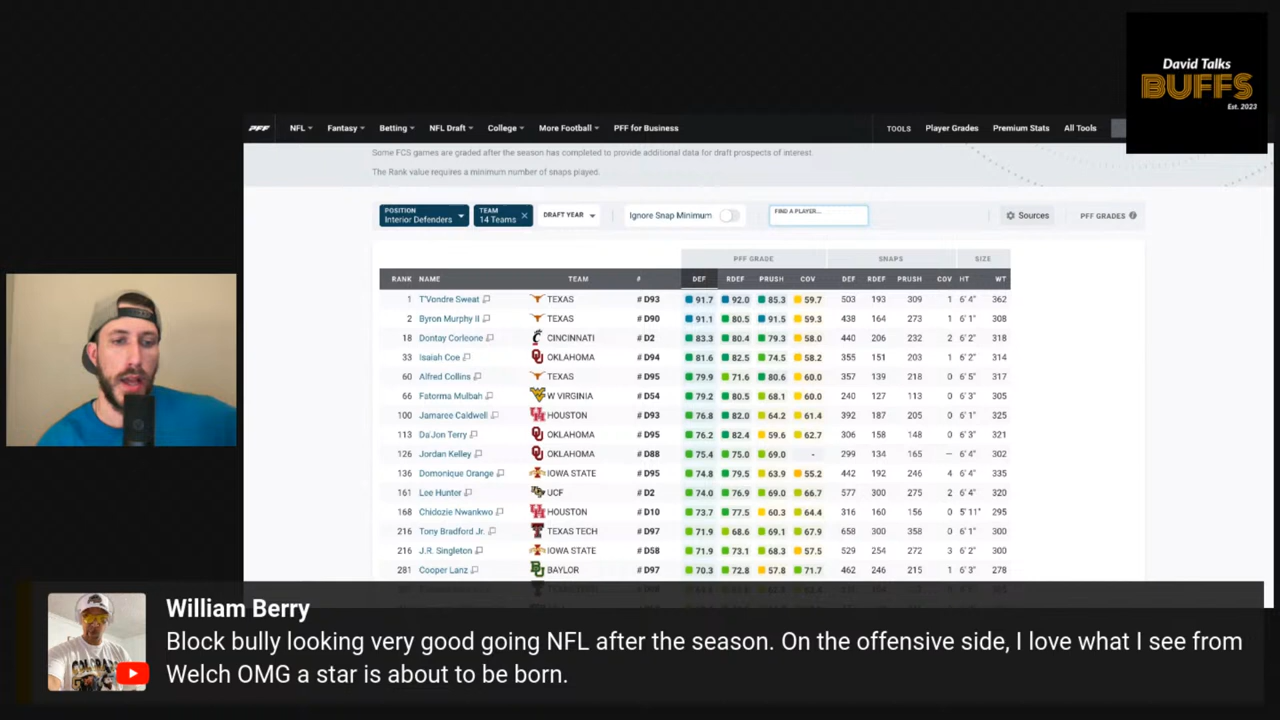 David Talks
BUFFS
Est. 2023
PFF NFL Fantasy Betting NFL Draft College More Football PFF for Business TOOLS Player Grades Premium Stats All Tools
Some FCS games are graded after the season has completed to provide additional data for draft prospects of interest.
The Rank value requires a minimum number of snaps played.
POSITION Interior Defenders TEAM 14 Teams × DRAFT YEAR Ignore Snap Minimum FIND A PLAYER... Sources PFF GRADES
PFF GRADE SNAPS SIZE
RANK NAME TEAM # DEF RDEF PRUSH COV DEF RDEF PRUSH COV HT WT
1 T'Vondre Sweat TEXAS # D93 91.7 92.0 85.3 59.7 503 193 309 1 6' 4" 362
2 Byron Murphy II TEXAS # D90 91.1 80.5 91.5 59.3 438 164 273 1 6' 1" 308
18 Dontay Corleone CINCINNATI # D2 83.3 80.4 79.3 58.0 440 206 232 2 6' 2" 318
33 Isaiah Coe OKLAHOMA # D94 81.6 82.5 74.5 58.2 355 151 203 1 6' 2" 314
60 Alfred Collins TEXAS # D95 79.9 71.6 80.6 60.0 357 139 218 0 6' 5" 317
66 Fatorma Mulbah W VIRGINIA # D54 79.2 80.5 68.1 60.0 240 127 113 0 6' 3" 305
100 Jamaree Caldwell HOUSTON # D93 76.8 82.0 64.2 61.4 392 187 205 0 6' 1" 325
113 Da'Jon Terry OKLAHOMA # D95 76.2 82.4 59.6 62.7 306 158 148 0 6' 3" 321
126 Jordan Kelley OKLAHOMA # D88 75.4 75.0 69.0 - 299 134 165 — 6' 4" 302
136 Domonique Orange IOWA STATE # D95 74.8 79.5 63.9 55.2 442 192 246 4 6' 4" 335
161 Lee Hunter UCF # D2 74.0 76.9 69.0 66.7 577 300 275 2 6' 4" 320
168 Chidozie Nwankwo HOUSTON # D10 73.7 77.5 60.3 64.4 316 160 156 0 5' 11" 295
216 Tony Bradford Jr. TEXAS TECH # D97 71.9 68.6 69.1 67.9 658 300 358 0 6' 1" 300
216 J.R. Singleton IOWA STATE # D58 71.9 73.1 68.3 57.5 529 254 272 3 6' 2" 300
281 Cooper Lanz BAYLOR # D97 70.3 72.8 57.8 71.7 462 246 215 1 6' 3" 278
William Berry
Block bully looking very good going NFL after the season. On the offensive side, I love what I see from
Welch OMG a star is about to be born.